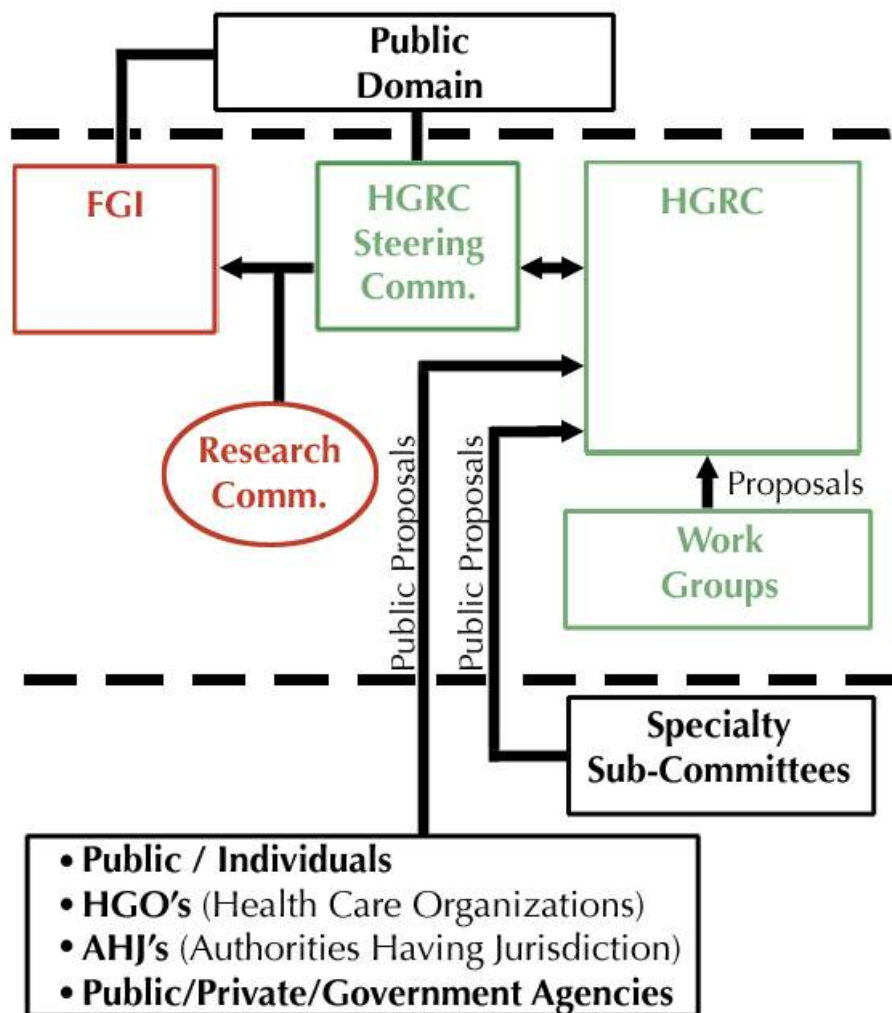 Public
Domain
FGI
HGRC
Steering
Comm.
HGRC
Research
Comm.
Public Proposals
Public Proposals
Proposals
Work
Groups
Specialty
Sub-Committees
• Public / Individuals
• HGO's (Health Care Organizations)
• AHJ's (Authorities Having Jurisdiction)
• Public/Private/Government Agencies